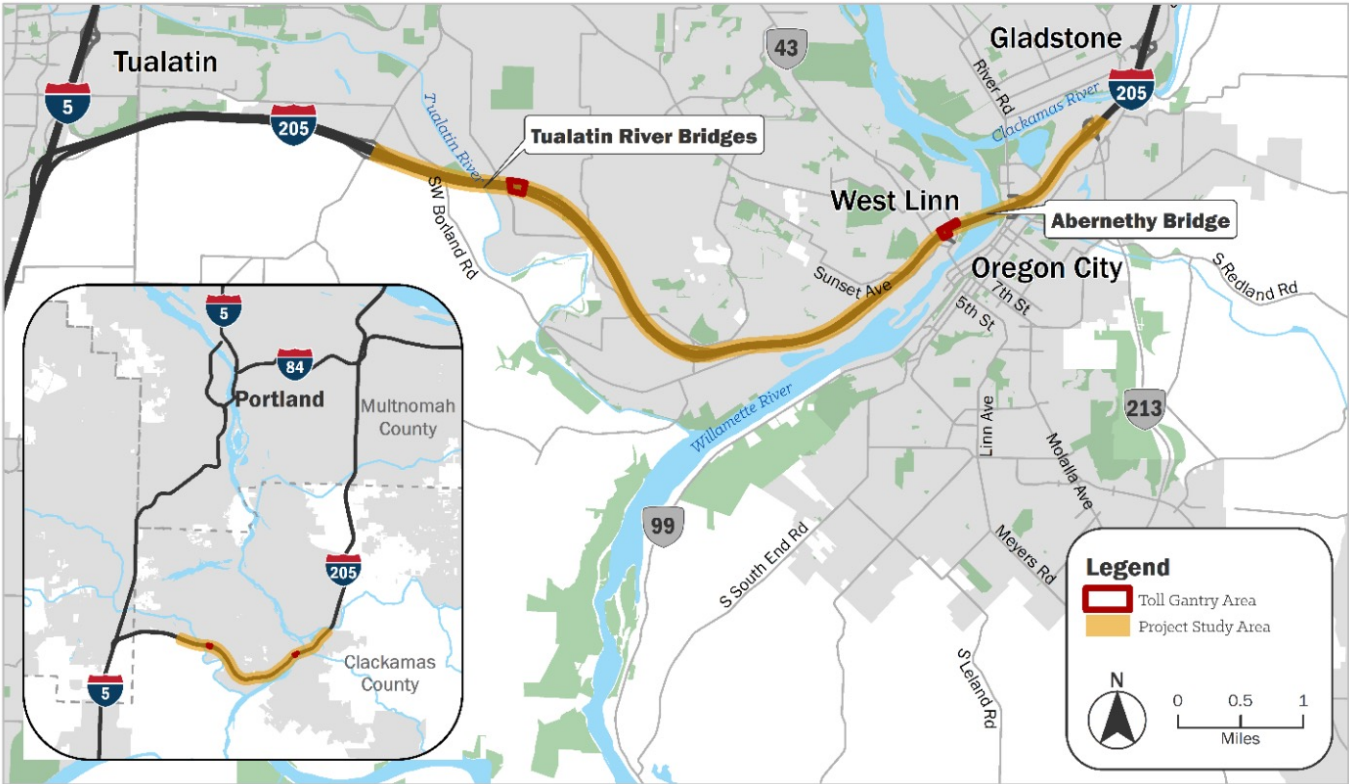 Tualatin
5
205
Tualatin River
Tualatin River Bridges
SW Borland Rd
43
Gladstone
River Rd
Clackamas River
205
West Linn
Abernethy Bridge
Oregon City
Sunset Ave
7th St
5th St
S Redland Rd
Willamette River
213
Linn Ave
Molalla Ave
99
Meyers Rd
S South End Rd
S Leland Rd
5
84
Portland
Multnomah
County
205
Clackamas
County
5
Legend
Toll Gantry Area
Project Study Area
N
0 0.5 1
Miles